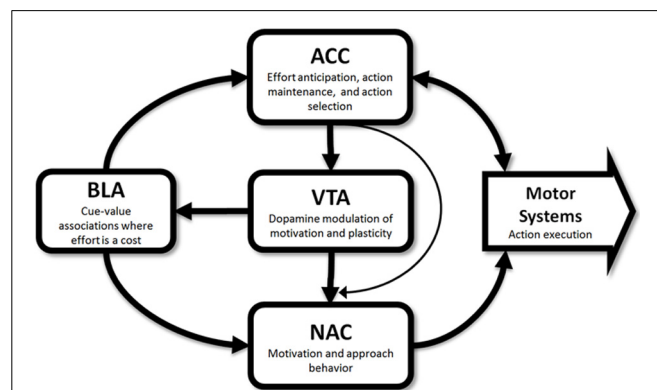 ACC
Effort anticipation, action
maintenance, and action
selection
BLA
Cue-value
associations where
effort is a cost
VTA
Dopamine modulation of
motivation and plasticity
Motor
Systems
Action execution
NAC
Motivation and approach
behavior